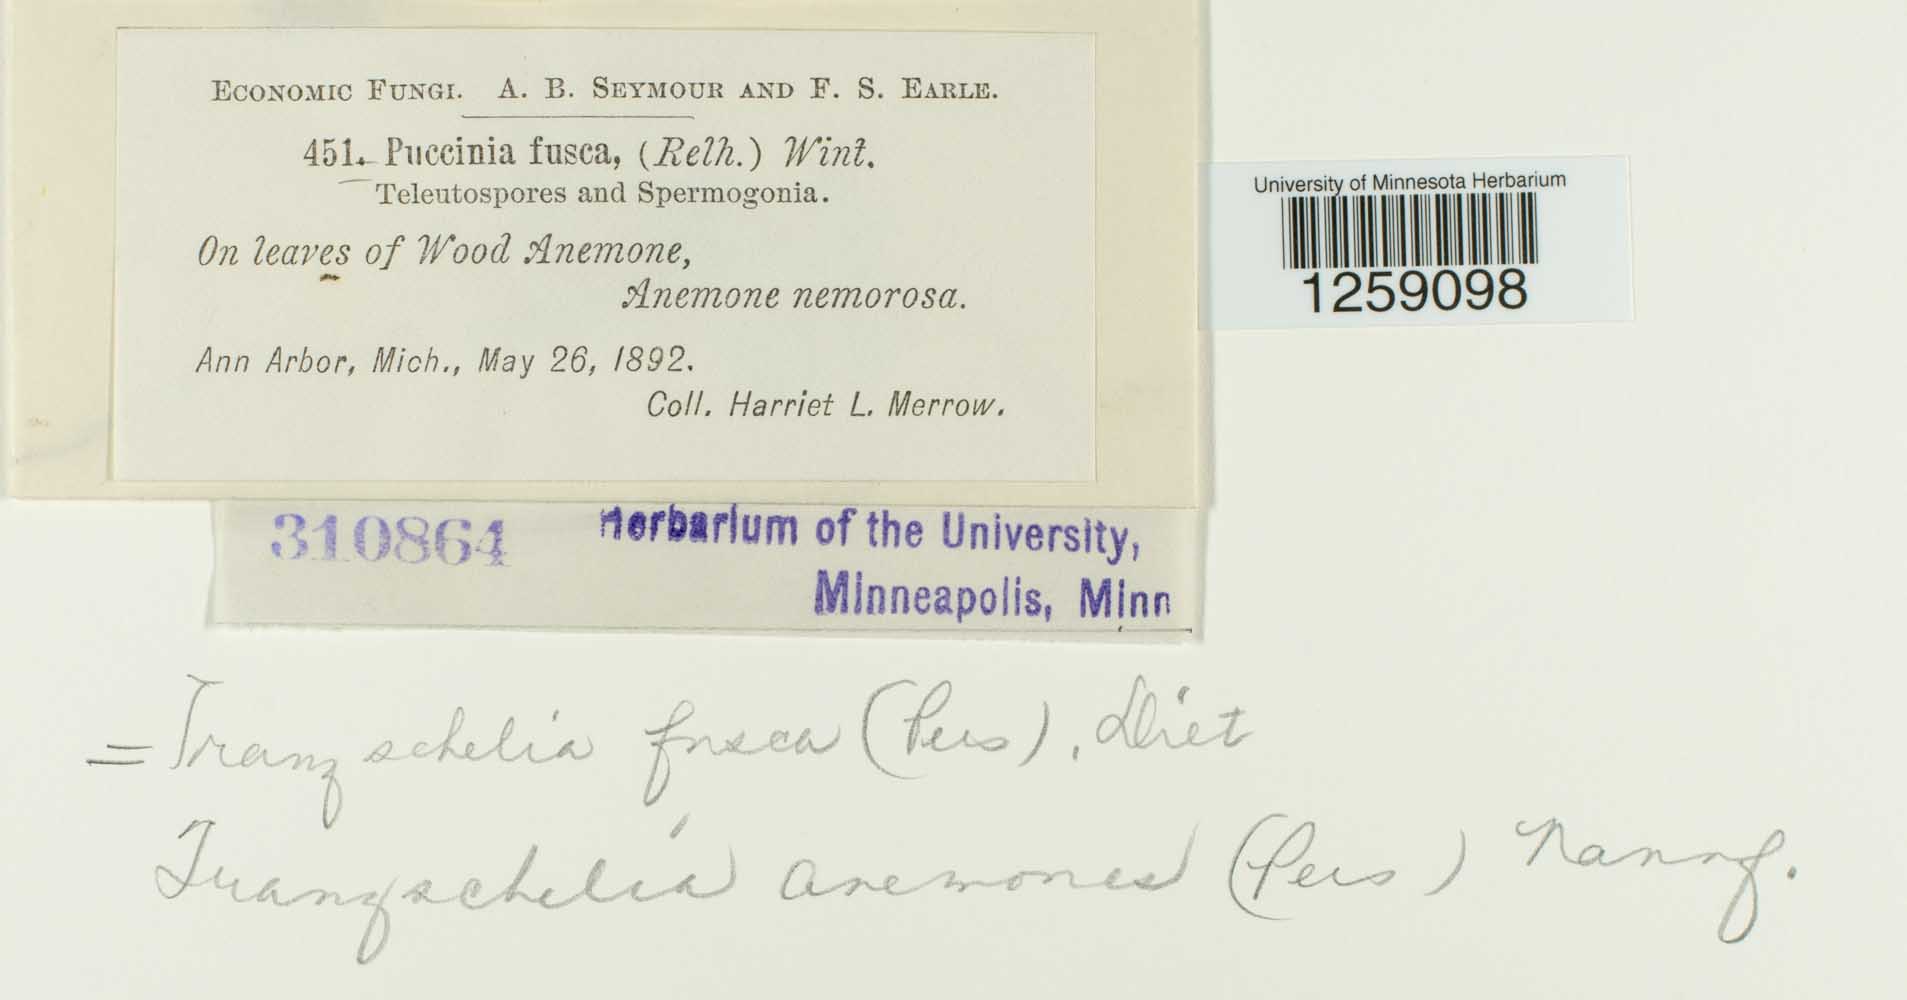 ECONOMIC FUNGI. A. B. SEYMOUR AND F. S. EARLE.
451. Puccinia fusca, (Relh.) Wint.
Teleutospores and Spermogonia.
On leaves of Wood Anemone,
Anemone nemorosa.
Ann Arbor, Mich., May 26, 1892.
Coll. Harriet L. Merrow.
University of Minnesota Herbarium
1259098
310864
Herbarium of the University,
Minneapolis, Minn
= Tranzschelia fusca (Pers), Diet
Tranzschelia anemones (Pers) Nannf.